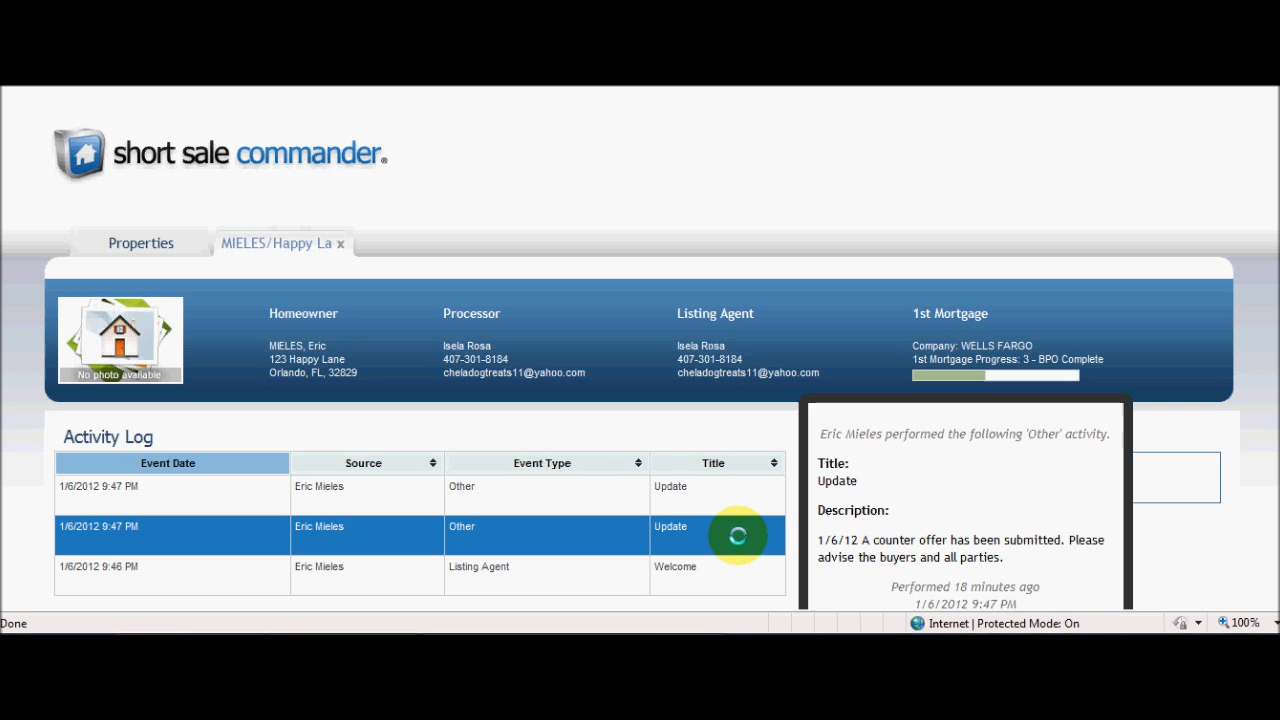 short sale commander®
Properties
MIELES/Happy La x
Homeowner
MIELES, Eric
123 Happy Lane
Orlando, FL, 32829
Processor
Isela Rosa
407-301-8184
cheladogtreats11@yahoo.com
Listing Agent
Isela Rosa
407-301-8184
cheladogtreats11@yahoo.com
1st Mortgage
Company: WELLS FARGO
1st Mortgage Progress: 3 - BPO Complete
No photo available
Activity Log
Event Date Source Event Type Title
1/6/2012 9:47 PM Eric Mieles Other Update
1/6/2012 9:47 PM Eric Mieles Other Update
1/6/2012 9:46 PM Eric Mieles Listing Agent Welcome
Eric Mieles performed the following 'Other' activity.
Title:
Update
Description:
1/6/12 A counter offer has been submitted. Please
advise the buyers and all parties.
Performed 18 minutes ago
1/6/2012 9:47 PM
Done
Internet | Protected Mode: On
100%